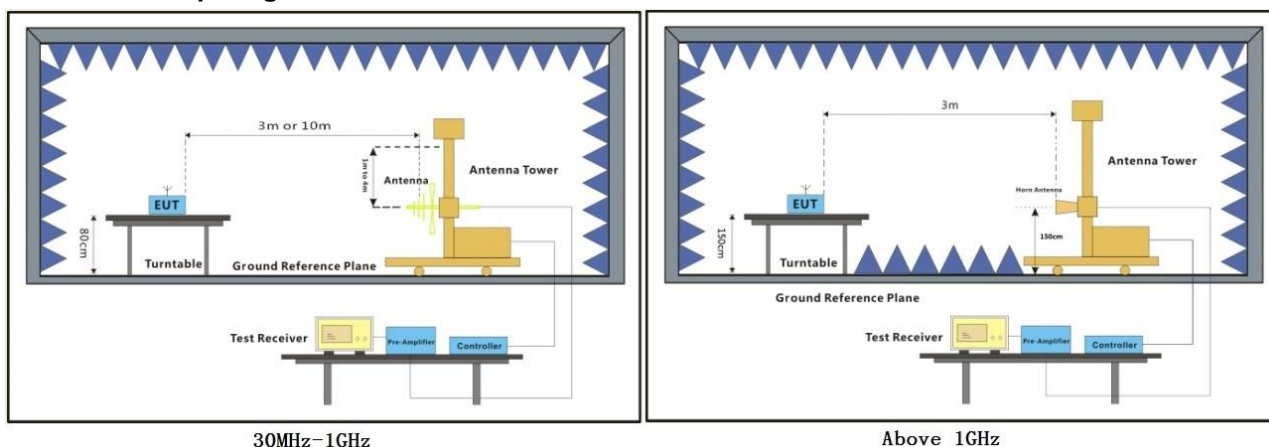 3m or 10m
1m to 4m
Antenna
Antenna Tower
EUT
80cm
Turntable
Ground Reference Plane
Test Receiver
Pre-Amplifier
Controller
30MHz-1GHz
3m
Antenna Tower
Horn Antenna
EUT
150cm
150cm
Turntable
Ground Reference Plane
Test Receiver
Pre-Amplifier
Controller
Above 1GHz